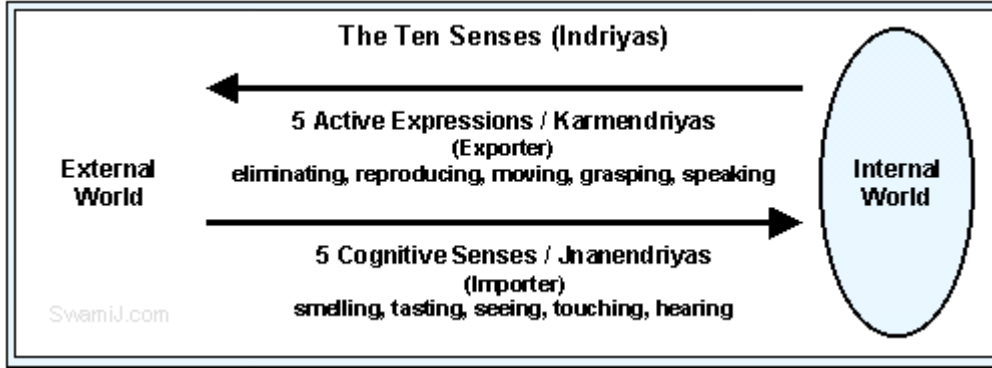 The Ten Senses (Indriyas)
5 Active Expressions / Karmendriyas
(Exporter)
eliminating, reproducing, moving, grasping, speaking
External
World
Internal
World
5 Cognitive Senses / Jnanendriyas
(Importer)
smelling, tasting, seeing, touching, hearing
SwamiJ.com